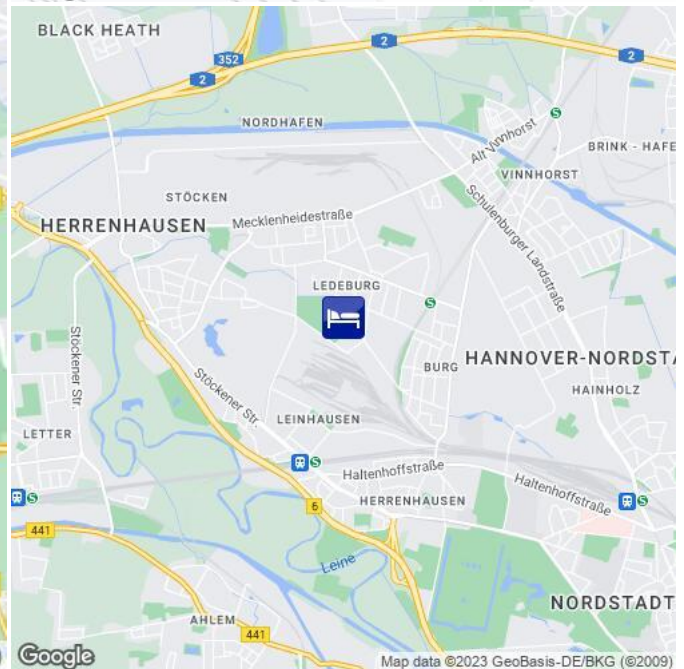 BLACK HEATH
352
2
2
2
NORDHAFEN
Alt Vinnhorst
S
BRINK - HAFE
VINNHORST
STÖCKEN
Mecklenheidestraße
HERRENHAUSEN
Schulenburger Landstraße
LEDEBURG
S
BURG
HANNOVER-NORDSTA
HAINHOLZ
Stöckener Str.
Stöckener Str.
LEINHAUSEN
LETTER
S
Haltenhoffstraße
Haltenhoffstraße
S
HERRENHAUSEN
S
6
441
Leine
NORDSTADT
AHLEM
441
Google
Map data ©2023 GeoBasis-DE/BKG (©2009)